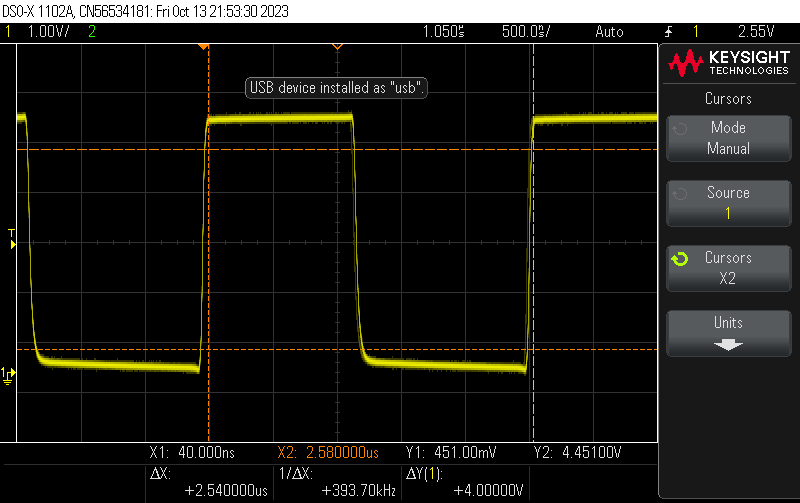 DSO-X 1102A, CN56534181: Fri Oct 13 21:53:30 2023
1 1.00V/ 2 1.050s 500.0s/ Auto 1 2.55V
KEYSIGHT
TECHNOLOGIES
USB device installed as "usb".
Cursors
Mode
Manual
Source
1
T
Cursors
X2
Units
1
X1: 40.000ns X2: 2.580000us Y1: 451.00mV Y2: 4.45100V
ΔX: 1/ΔX: ΔY(1):
+2.540000us +393.70kHz +4.00000V